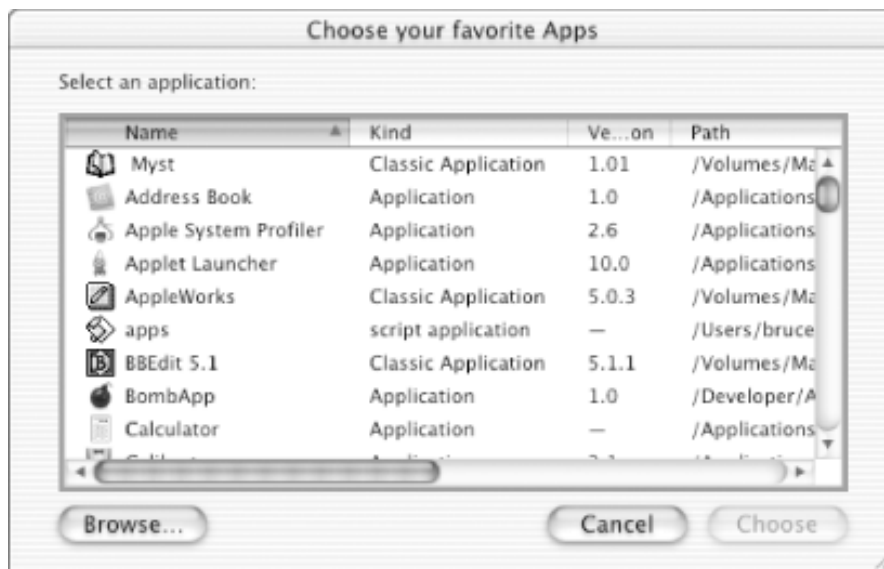 Choose your favorite Apps
Select an application:
Name Kind Ve...on Path
Myst Classic Application 1.01 /Volumes/Ma
Address Book Application 1.0 /Applications
Apple System Profiler Application 2.6 /Applications
Applet Launcher Application 10.0 /Applications
AppleWorks Classic Application 5.0.3 /Volumes/Ma
apps script application — /Users/bruce
BBEdit 5.1 Classic Application 5.1.1 /Volumes/Ma
BombApp Application 1.0 /Developer/A
Calculator Application — /Applications
Browse... Cancel Choose